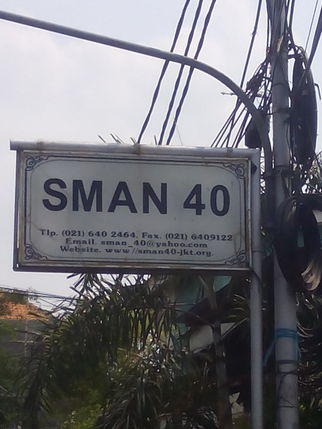 SMAN 40
Tlp. (021) 640 2464, Fax. (021) 6409122
Email. sman_40@yahoo.com
Website. www.//sman40-jkt.org.